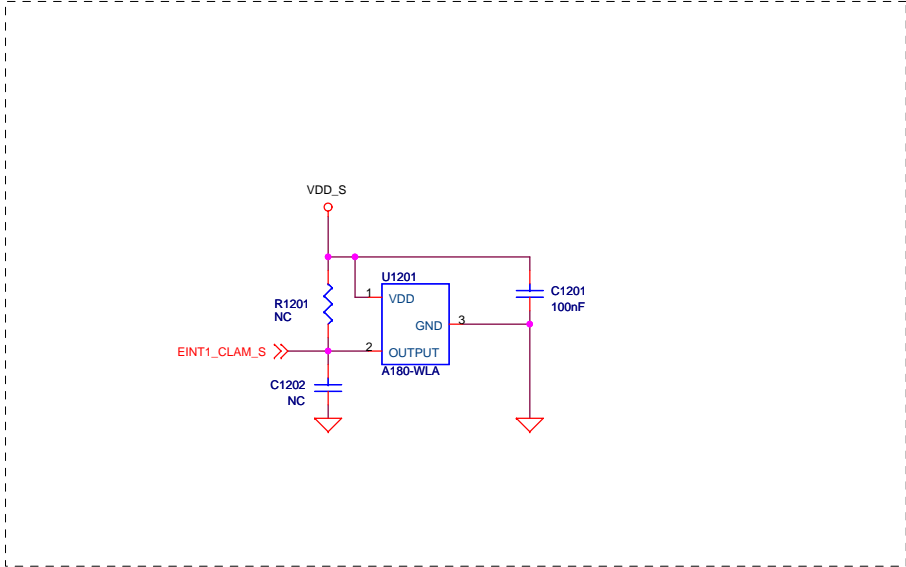 VDD_S
U1201
1
VDD
R1201
NC
C1201
100nF
GND
3
EINT1_CLAM_S
2
OUTPUT
A180-WLA
C1202
NC